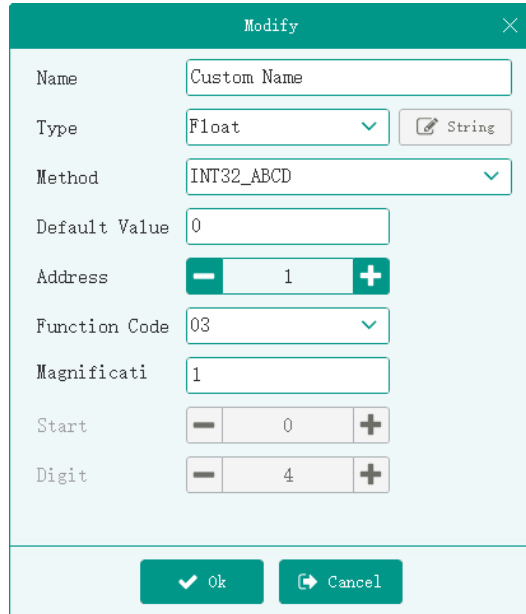 Modify
Name Custom Name
Type Float String
Method INT32_ABCD
Default Value 0
Address 1
Function Code 03
Magnificati 1
Start 0
Digit 4
Ok Cancel